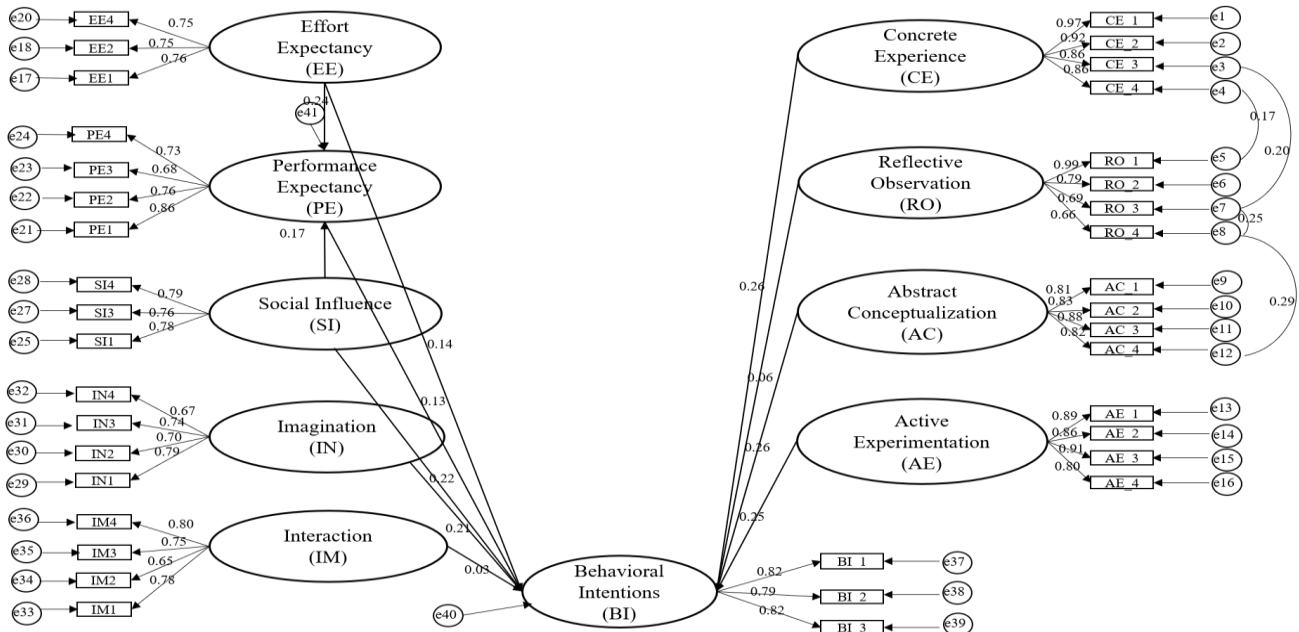 e20
EE4
0.75
e18
EE2
0.75
e17
EE1
0.76
Effort
Expectancy
(EE)
0.24
e41
e24
PE4
0.73
e23
PE3
0.68
e22
PE2
0.76
e21
PE1
0.86
Performance
Expectancy
(PE)
0.17
e28
SI4
0.79
e27
SI3
0.76
e25
SI1
0.78
Social Influence
(SI)
0.14
0.13
e32
IN4
0.67
e31
IN3
0.74
e30
IN2
0.70
e29
IN1
0.79
Imagination
(IN)
0.22
0.21
e36
IM4
0.80
e35
IM3
0.75
e34
IM2
0.65
e33
IM1
0.78
Interaction
(IM)
0.03
e40
Behavioral
Intentions
(BI)
0.82
BI_1
e37
0.79
BI_2
e38
0.82
BI_3
e39
Concrete
Experience
(CE)
0.97
CE_1
e1
0.92
CE_2
e2
0.86
CE_3
e3
0.86
CE_4
e4
0.17
0.20
Reflective
Observation
(RO)
0.99
RO_1
e5
0.79
RO_2
e6
0.69
RO_3
e7
0.66
RO_4
e8
0.25
0.29
0.26
Abstract
Conceptualization
(AC)
0.81
AC_1
e9
0.83
AC_2
e10
0.88
AC_3
e11
0.82
AC_4
e12
0.06
0.26
Active
Experimentation
(AE)
0.89
AE_1
e13
0.86
AE_2
e14
0.91
AE_3
e15
0.80
AE_4
e16
0.25